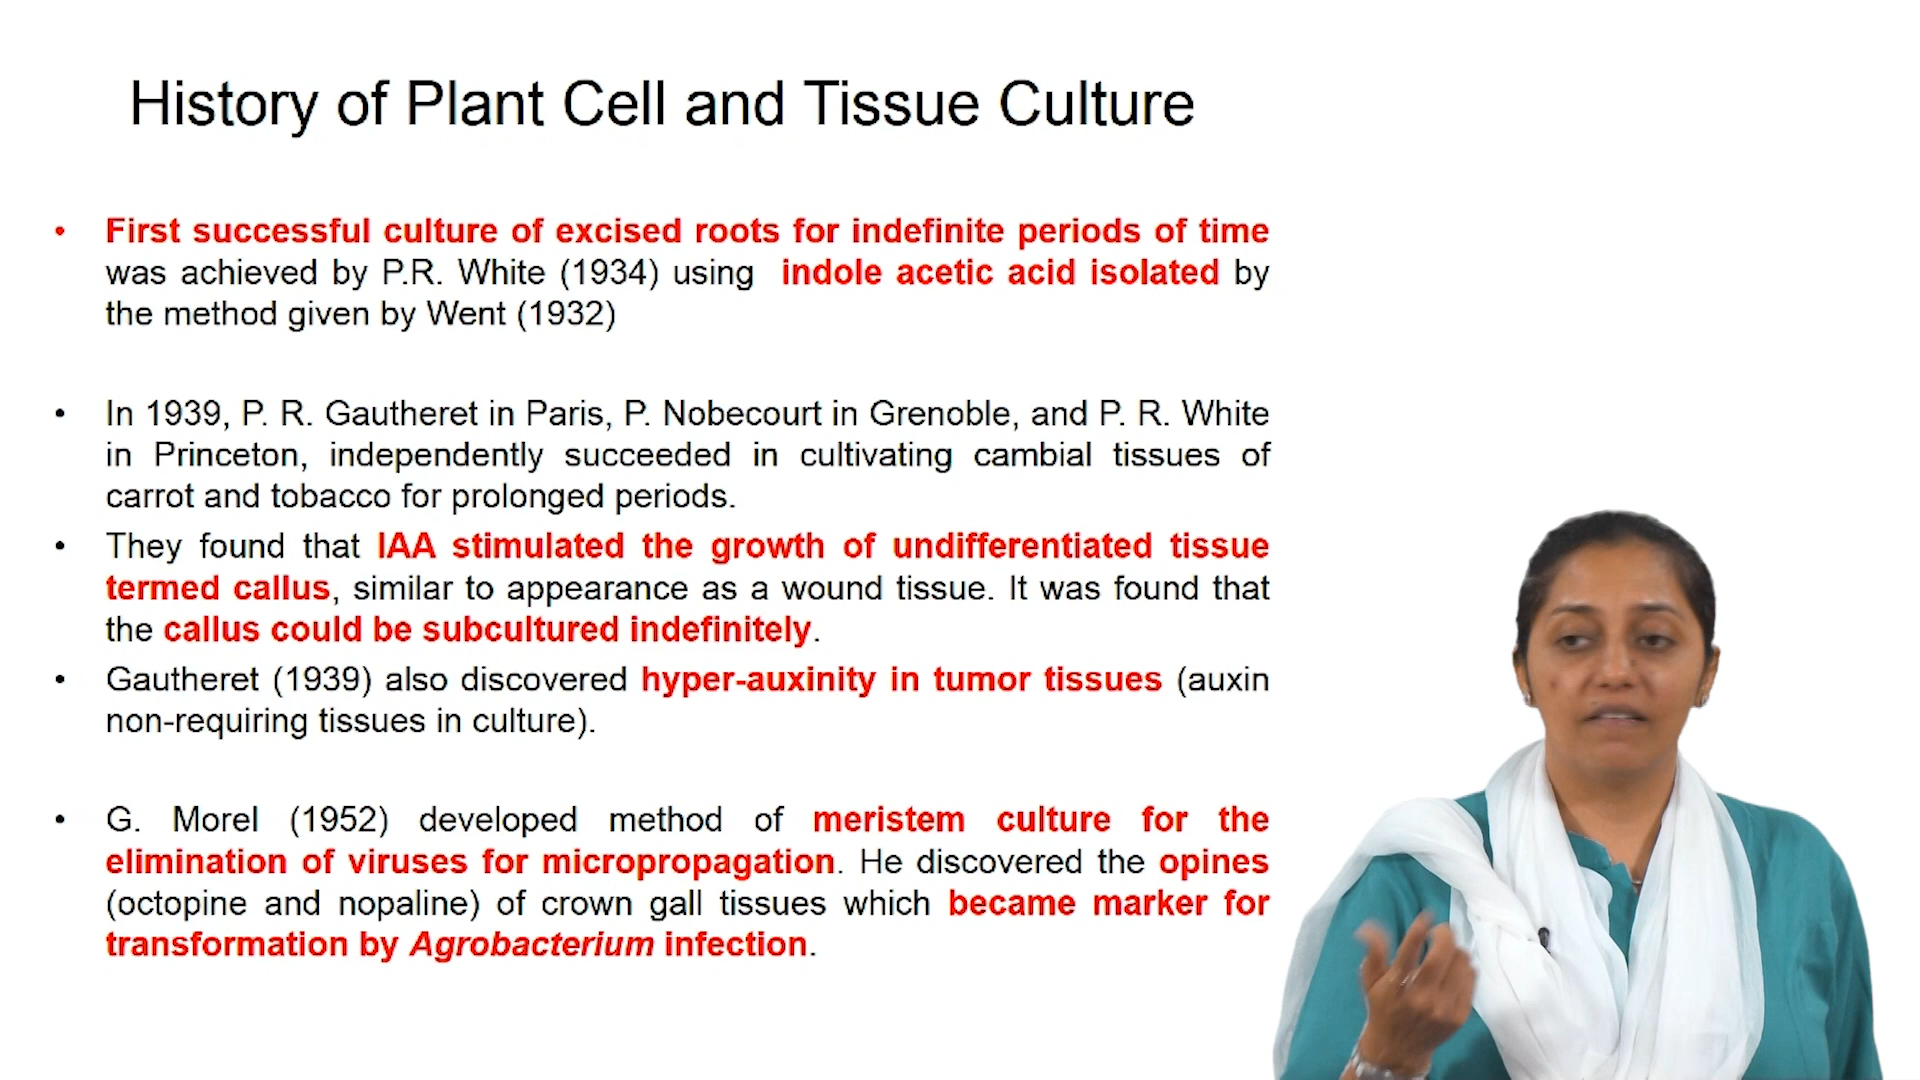 History of Plant Cell and Tissue Culture
• First successful culture of excised roots for indefinite periods of time
was achieved by P.R. White (1934) using indole acetic acid isolated by
the method given by Went (1932)
• In 1939, P. R. Gautheret in Paris, P. Nobecourt in Grenoble, and P. R. White
in Princeton, independently succeeded in cultivating cambial tissues of
carrot and tobacco for prolonged periods.
• They found that IAA stimulated the growth of undifferentiated tissue
termed callus, similar to appearance as a wound tissue. It was found that
the callus could be subcultured indefinitely.
• Gautheret (1939) also discovered hyper-auxinity in tumor tissues (auxin
non-requiring tissues in culture).
• G. Morel (1952) developed method of meristem culture for the
elimination of viruses for micropropagation. He discovered the opines
(octopine and nopaline) of crown gall tissues which became marker for
transformation by Agrobacterium infection.